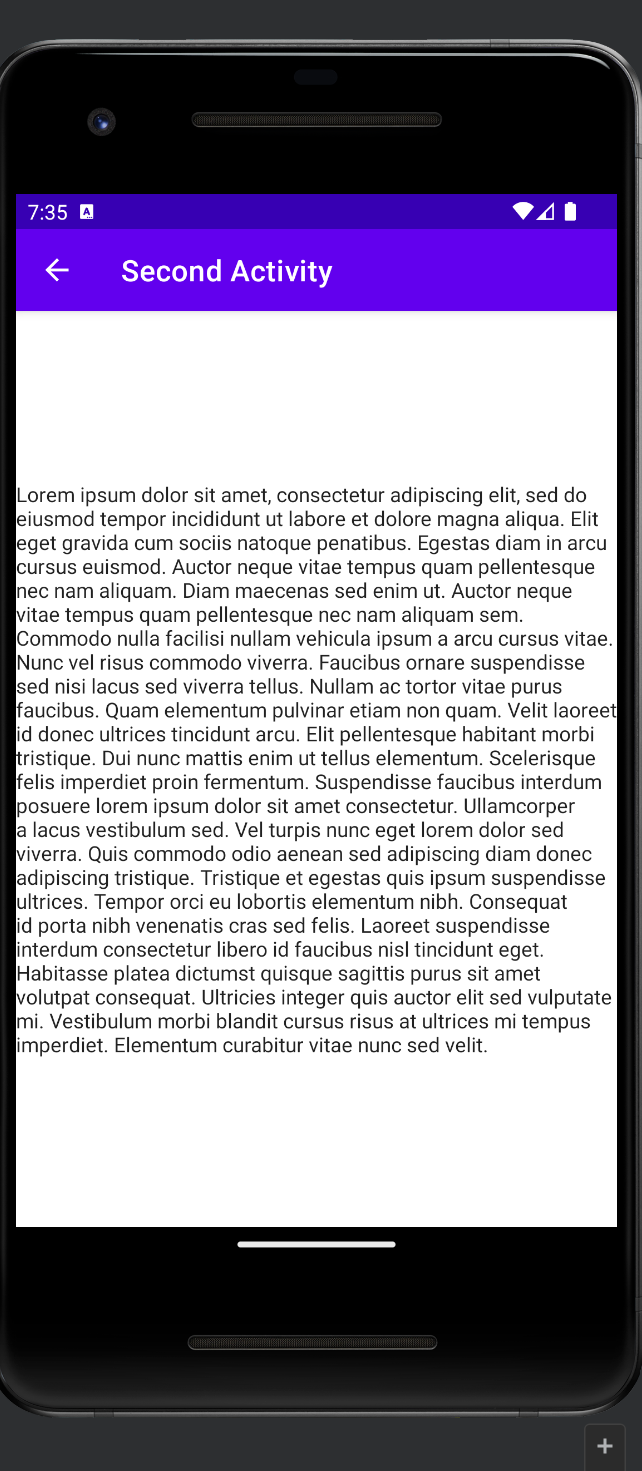 7:35 A
Second Activity
Lorem ipsum dolor sit amet, consectetur adipiscing elit, sed do
eiusmod tempor incididunt ut labore et dolore magna aliqua. Elit
eget gravida cum sociis natoque penatibus. Egestas diam in arcu
cursus euismod. Auctor neque vitae tempus quam pellentesque
nec nam aliquam. Diam maecenas sed enim ut. Auctor neque
vitae tempus quam pellentesque nec nam aliquam sem.
Commodo nulla facilisi nullam vehicula ipsum a arcu cursus vitae.
Nunc vel risus commodo viverra. Faucibus ornare suspendisse
sed nisi lacus sed viverra tellus. Nullam ac tortor vitae purus
faucibus. Quam elementum pulvinar etiam non quam. Velit laoreet
id donec ultrices tincidunt arcu. Elit pellentesque habitant morbi
tristique. Dui nunc mattis enim ut tellus elementum. Scelerisque
felis imperdiet proin fermentum. Suspendisse faucibus interdum
posuere lorem ipsum dolor sit amet consectetur. Ullamcorper
a lacus vestibulum sed. Vel turpis nunc eget lorem dolor sed
viverra. Quis commodo odio aenean sed adipiscing diam donec
adipiscing tristique. Tristique et egestas quis ipsum suspendisse
ultrices. Tempor orci eu lobortis elementum nibh. Consequat
id porta nibh venenatis cras sed felis. Laoreet suspendisse
interdum consectetur libero id faucibus nisl tincidunt eget.
Habitasse platea dictumst quisque sagittis purus sit amet
volutpat consequat. Ultricies integer quis auctor elit sed vulputate
mi. Vestibulum morbi blandit cursus risus at ultrices mi tempus
imperdiet. Elementum curabitur vitae nunc sed velit.